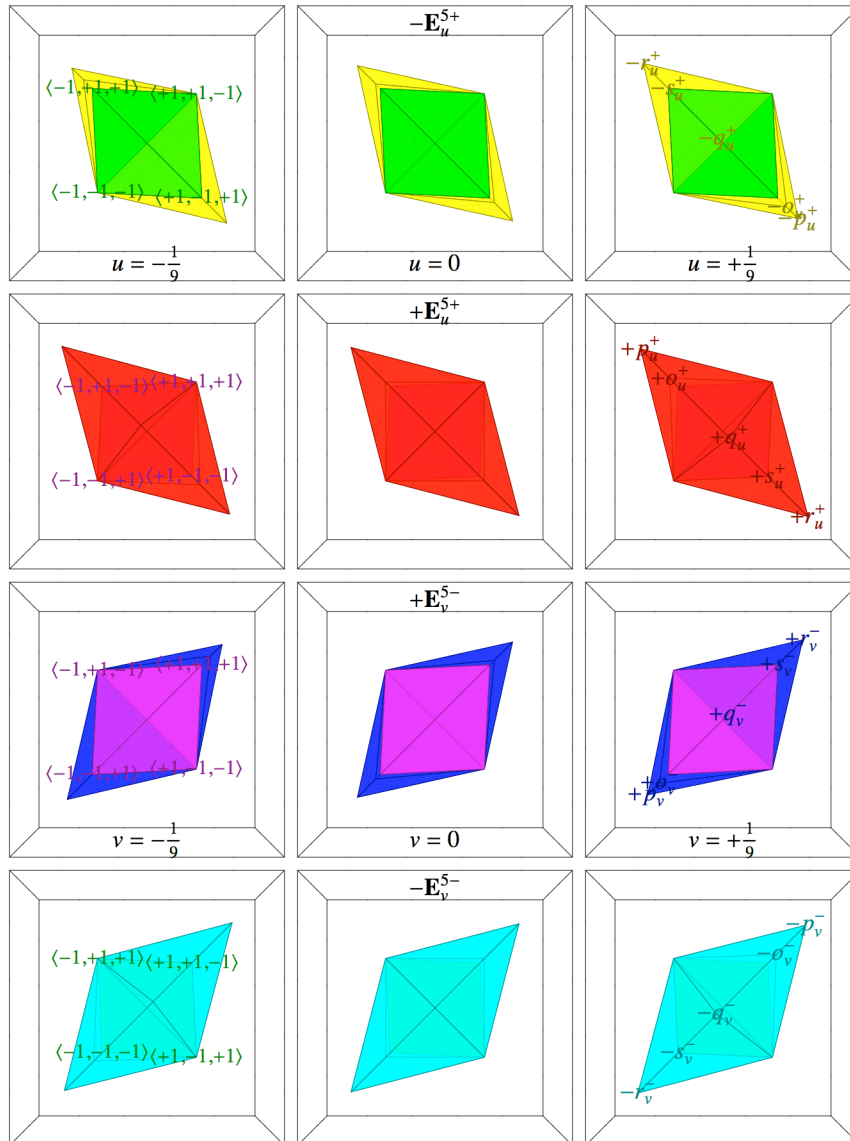 −E_u^{5+}
−r_u^+
⟨−1,+1,+1⟩ ⟨+1,+1,−1⟩ −s_u^+
−q_u^+
⟨−1,−1,−1⟩ ⟨+1,−1,+1⟩ −o_u^+
−p_u^+
u = −1/9 u = 0 u = +1/9
+E_u^{5+}
+p_u^+
⟨−1,+1,−1⟩ ⟨+1,+1,+1⟩ +o_u^+
+q_u^+
⟨−1,−1,+1⟩ ⟨+1,−1,−1⟩ +s_u^+
+r_u^+
+E_v^{5−}
+r_v^−
⟨−1,+1,−1⟩ ⟨+1,+1,+1⟩ +s_v^−
+q_v^−
⟨−1,−1,+1⟩ ⟨+1,−1,−1⟩ +o_v^−
+p_v^−
v = −1/9 v = 0 v = +1/9
−E_v^{5−}
−p_v^−
⟨−1,+1,+1⟩ ⟨+1,+1,−1⟩ −o_v^−
−q_v^−
⟨−1,−1,−1⟩ ⟨+1,−1,+1⟩ −s_v^−
−r_v^−